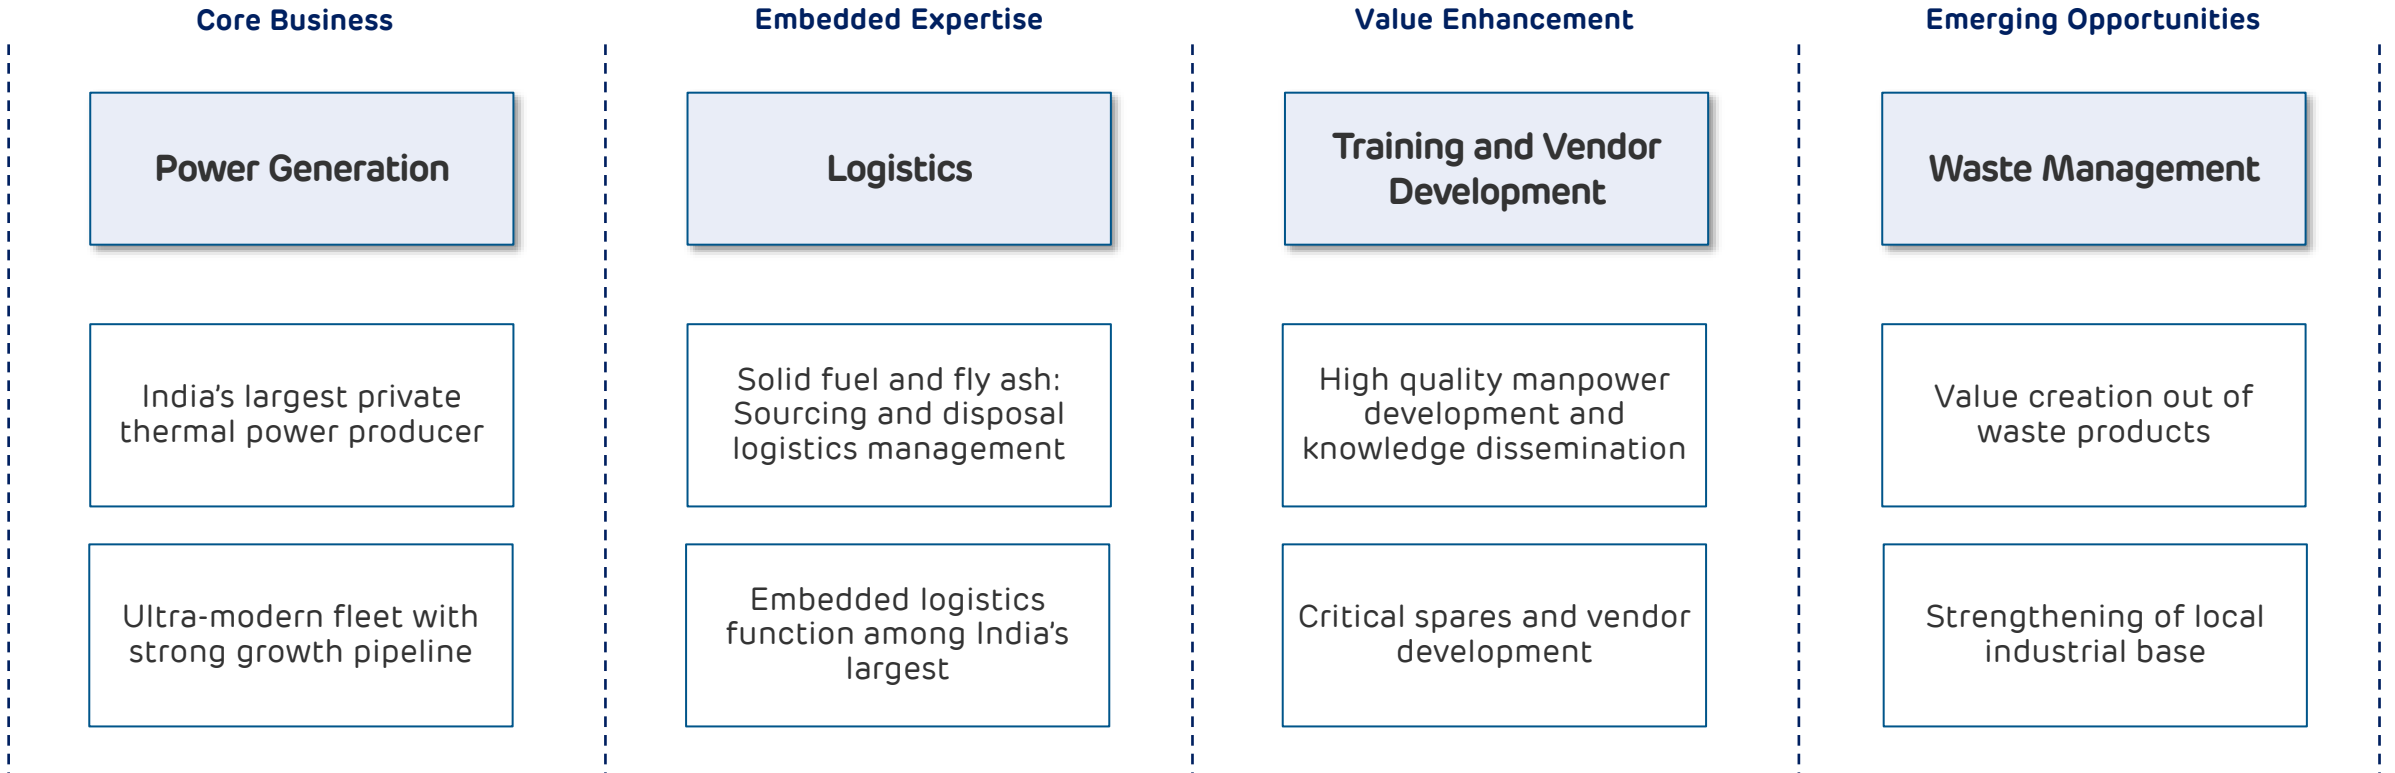 Core Business
Embedded Expertise
Value Enhancement
Emerging Opportunities
Power Generation
Logistics
Training and Vendor
Development
Waste Management
India’s largest private
thermal power producer
Solid fuel and fly ash:
Sourcing and disposal
logistics management
High quality manpower
development and
knowledge dissemination
Value creation out of
waste products
Ultra-modern fleet with
strong growth pipeline
Embedded logistics
function among India’s
largest
Critical spares and vendor
development
Strengthening of local
industrial base